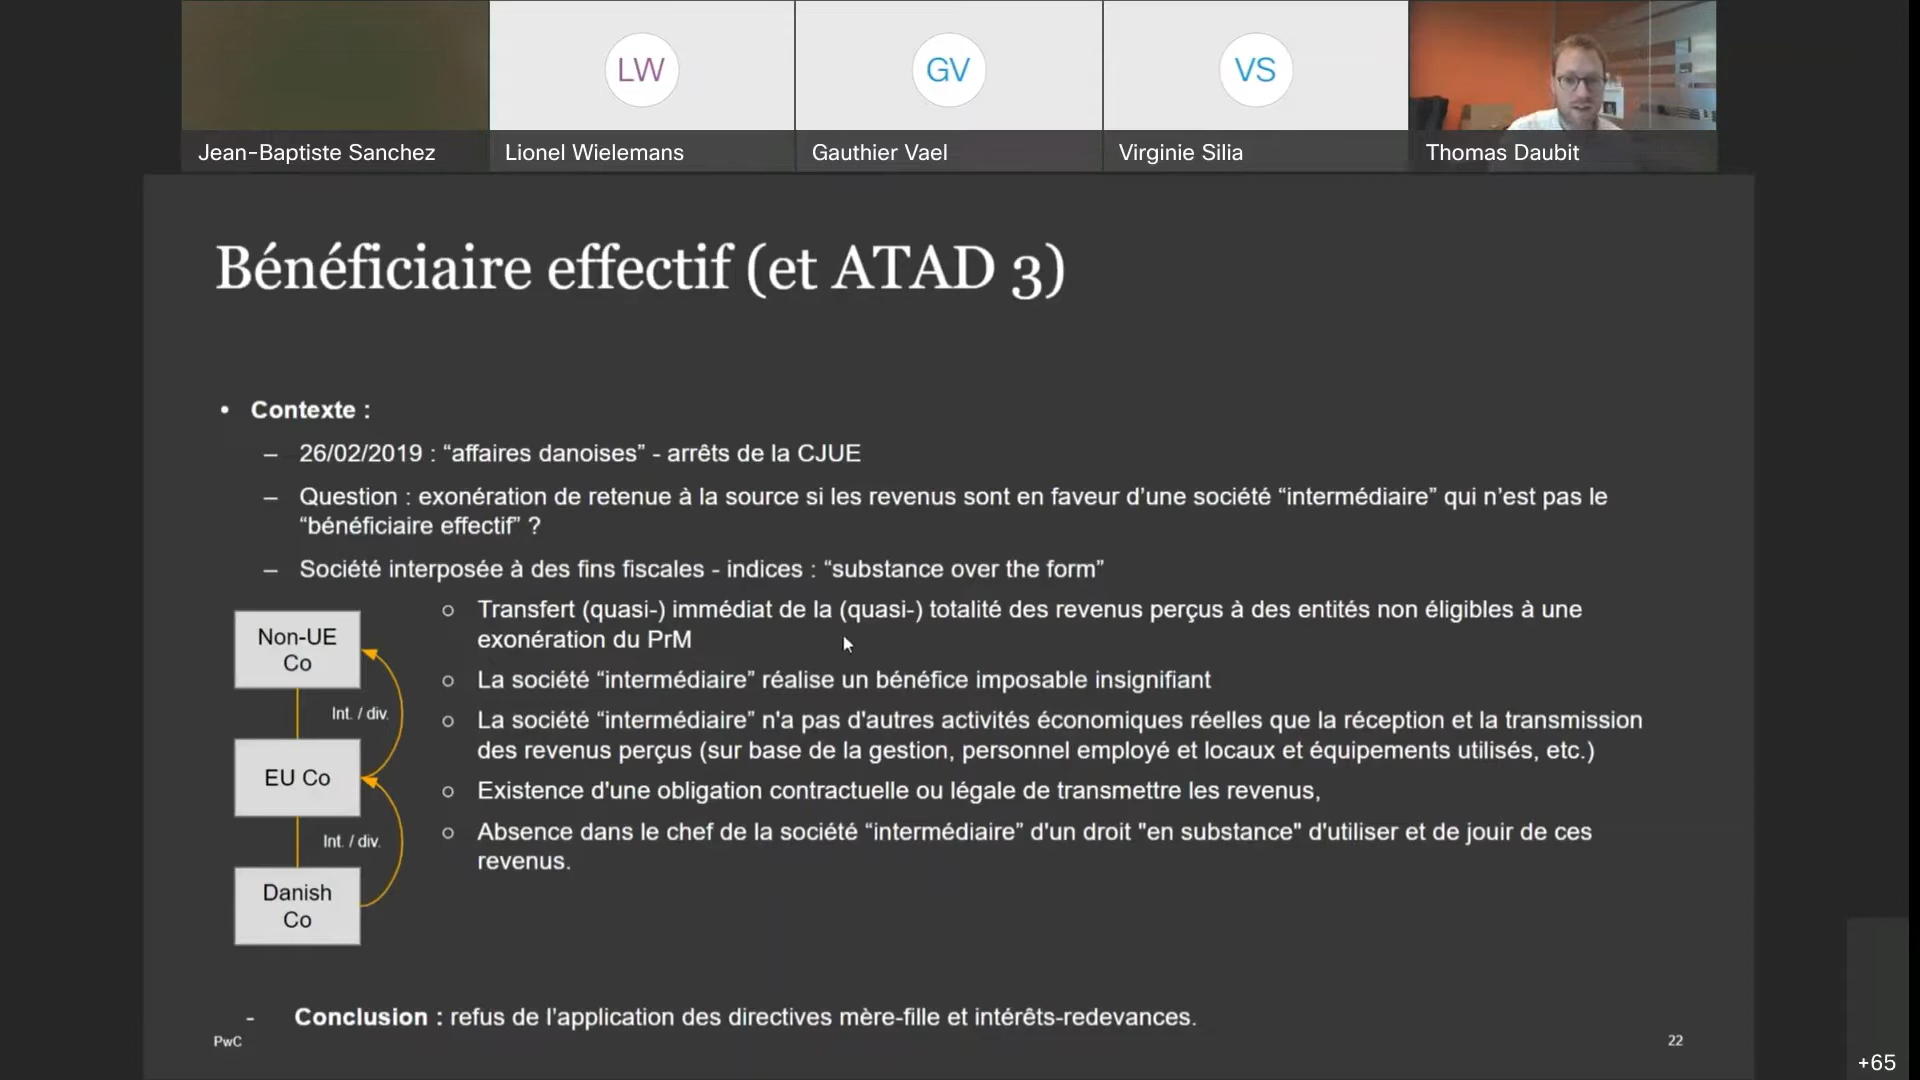 LW
GV
VS
Jean-Baptiste Sanchez
Lionel Wielemans
Gauthier Vael
Virginie Silia
Thomas Daubit
Bénéficiaire effectif (et ATAD 3)
• Contexte :
– 26/02/2019 : “affaires danoises” - arrêts de la CJUE
– Question : exonération de retenue à la source si les revenus sont en faveur d’une société “intermédiaire” qui n’est pas le
“bénéficiaire effectif” ?
– Société interposée à des fins fiscales - indices : “substance over the form”
○ Transfert (quasi-) immédiat de la (quasi-) totalité des revenus perçus à des entités non éligibles à une
exonération du PrM
○ La société “intermédiaire” réalise un bénéfice imposable insignifiant
○ La société “intermédiaire” n'a pas d'autres activités économiques réelles que la réception et la transmission
des revenus perçus (sur base de la gestion, personnel employé et locaux et équipements utilisés, etc.)
○ Existence d'une obligation contractuelle ou légale de transmettre les revenus,
○ Absence dans le chef de la société “intermédiaire” d'un droit "en substance" d'utiliser et de jouir de ces
revenus.
Non-UE
Co
Int. / div.
EU Co
Int. / div.
Danish
Co
- Conclusion : refus de l'application des directives mère-fille et intérêts-redevances.
PwC
22
+65